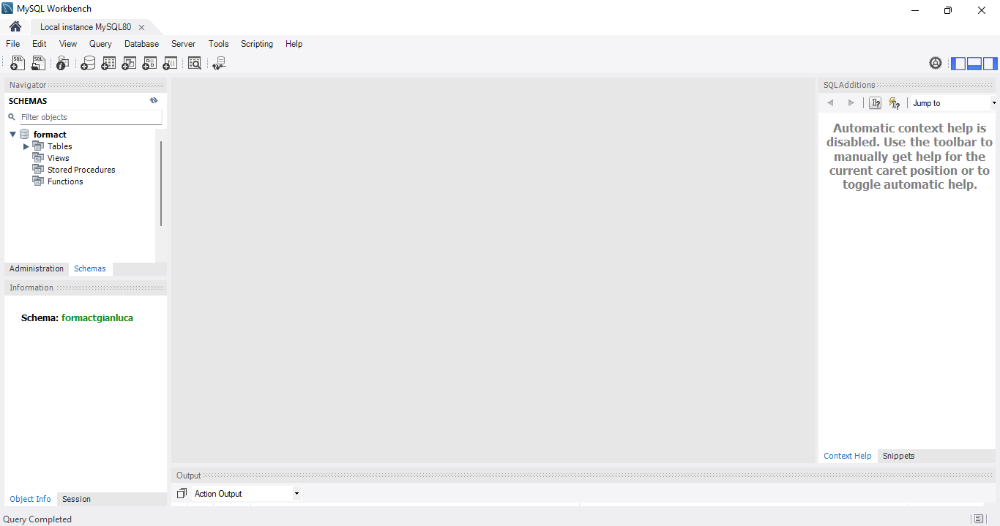 MySQL Workbench
Local instance MySQL80
File Edit View Query Database Server Tools Scripting Help
SQL SQL
Navigator
SCHEMAS
Filter objects
formact
Tables
Views
Stored Procedures
Functions
Administration Schemas
Information
Schema: formactgianluca
Object Info Session
Query Completed
Output
Action Output
SQLAdditions
Jump to
Automatic context help is
disabled. Use the toolbar to
manually get help for the
current caret position or to
toggle automatic help.
Context Help Snippets